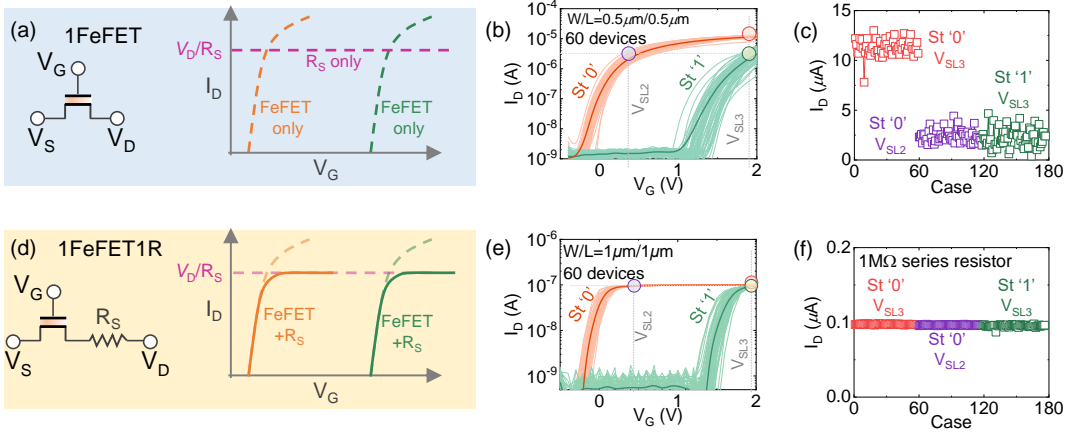 (a)
1FeFET
V_G
V_S
V_D
V_D/R_S
I_D
R_S only
FeFET
only
FeFET
only
V_G
(b)
W/L=0.5μm/0.5μm
60 devices
St '0'
St '1'
V_SL2
V_SL3
I_D (A)
10⁻⁴
10⁻⁵
10⁻⁶
10⁻⁷
10⁻⁸
10⁻⁹
0
1
2
V_G (V)
(c)
St '0'
V_SL3
St '1'
V_SL3
St '0'
V_SL2
I_D (μA)
15
10
5
0
0
60
120
180
Case
(d)
1FeFET1R
V_G
R_S
V_S
V_D
V_D/R_S
I_D
FeFET
+R_S
FeFET
+R_S
V_G
(e)
W/L=1μm/1μm
60 devices
St '0'
St '1'
V_SL2
V_SL3
I_D (A)
10⁻⁶
10⁻⁷
10⁻⁸
10⁻⁹
0
1
2
V_G (V)
(f)
1MΩ series resistor
St '0'
V_SL3
St '1'
V_SL3
St '0'
V_SL2
I_D (μA)
0.2
0.1
0.0
0
60
120
180
Case